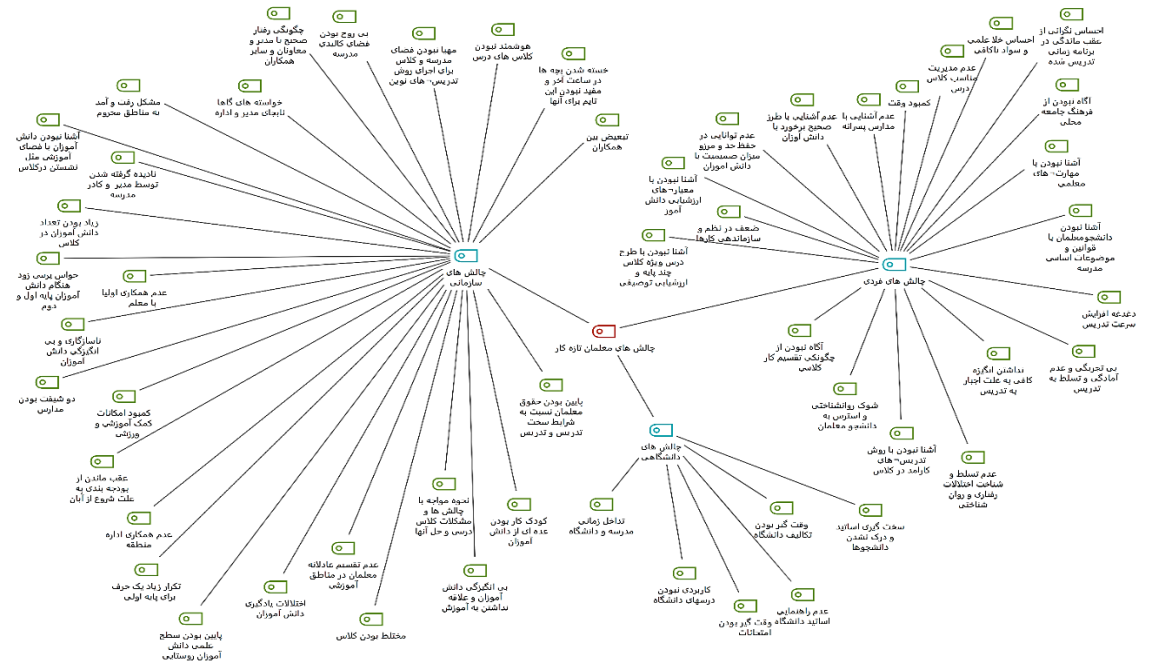 چگونگی رفتار
صحیح با مدیر و
معاونان و سایر
همکاران
بی روح بودن
فضای کالبدی
مدرسه
مهیا نبودن فضای
مدرسه و کلاس
برای اجرای روش
تدریس¬های نوین
هوشمند نبودن
کلاس های درس
خسته شدن بچه ها
در ساعت آخر و
مفید نبودن این
تایم برای آنها
تبعیض بین
همکاران
خواسته های گاها
نابجای مدیر و اداره
مشکل رفت و آمد
به مناطق محروم
آشنا نبودن دانش
آموزان با فضای
آموزشی مثل
نشستن درکلاس
نادیده گرفته شدن
توسط مدیر و کادر
مدرسه
زیاد بودن تعداد
دانش آموزان در
کلاس
حواس پرسی زود
هنگام دانش
آموزان پایه اول و
دوم
عدم همکاری اولیا
با معلم
ناسازگاری و بی
انگیزگی دانش
آموزان
دو شیفت بودن
مدارس
کمبود امکانات
کمک آموزشی و
ورزشی
عقب ماندن از
بودجه بندی به
علت شروع از آبان
عدم همکاری اداره
منطقه
تکرار زیاد یک حرف
برای پایه اولی
پایین بودن سطح
علمی دانش
آموزان روستایی
اختلالات یادگیری
دانش آموزان
عدم تقسیم عادلانه
معلمان در مناطق
آموزشی
مختلط بودن کلاس
نحوه مواجه با
چالش ها و
مشکلات کلاس
درسی و حل آنها
بی انگیزگی دانش
آموزان و علاقه
نداشتن به آموزش
کودک کار بودن
عده ای از دانش
آموزان
پایین بودن حقوق
معلمان نسبت به
شرایط سخت
تدریس و تدریس
چالش های
سازمانی
چالش های معلمان تازه کار
چالش های فردی
احساس نگرانی از
عقب ماندگی در
برنامه زمانی
تدریس شده
احساس خلا علمی
و سواد ناکافی
عدم مدیریت
مناسب کلاس
درس
کمبود وقت
عدم آشنایی با
مدارس پسرانه
عدم آشنایی با طرز
صحیح برخورد با
دانش آوزان
عدم توانایی در
حفظ حد و مرزو
میزان صمیمیت با
دانش اموزان
آشنا نبودن با
معیار¬های
ارزشیابی دانش
آموز
ضعف در نظم و
سازماندهی کارها
آشنا نبودن با طرح
درس ویژه کلاس
چند پایه و
ارزشیابی توصیفی
آگاه نبودن از
فرهنگ جامعه
محلی
آشنا نبودن با
مهارت¬های
معلمی
آشنا نبودن
دانشجومعلمان با
قوانین و
موضوعات اساسی
مدرسه
دغدغه افزایش
سرعت تدریس
بی تجربگی و عدم
آمادگی و تسلط به
تدریس
نداشتن انگیزه
کافی به علت اجبار
به تدریس
عدم تسلط و
شناخت اختلالات
رفتاری و روان
شناختی
آشنا نبودن با روش
تدریس¬های
کارامد در کلاس
شوک روانشناختی
و استرس به
دانشجو معلمان
آگاه نبودن از
چگونگی تقسیم کار
کلاسی
چالش های
دانشگاهی
تداخل زمانی
مدرسه و دانشگاه
کاربردی نبودن
درسهای دانشگاه
وقت گیر بودن
امتحانات
عدم راهنمایی
اساتید دانشگاه
وقت گیر بودن
تکالیف دانشگاه
سخت گیری اساتید
و درک نشدن
دانشجوها